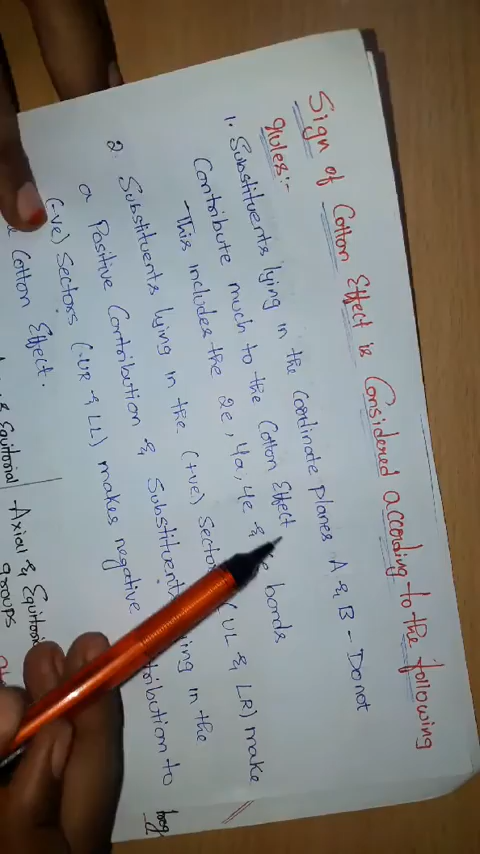 Sign of Cotton Effect is Considered according to the following
Rules:-
1. Substituents lying in the Coordinate planes A & B - Do not
Contribute much to the Cotton Effect
- This includes the 2e, 4a, 4e & bonds
2. Substituents lying in the (+ve) Sector (UL & LR) make
a Positive Contribution & Substituents in the
(-ve) Sectors (UR & LL) makes negative to
Cotton Effect.
Equitorial Axial &
groups